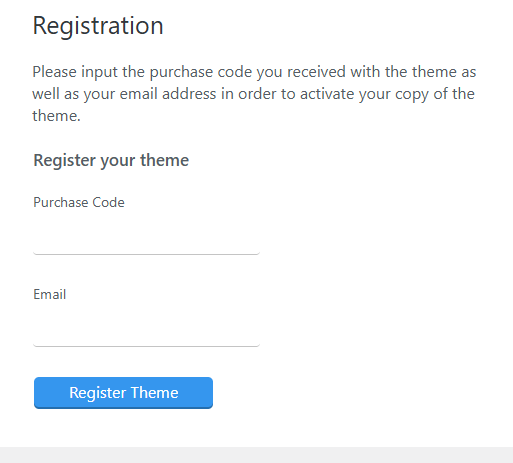 Registration
Please input the purchase code you received with the theme as
well as your email address in order to activate your copy of the
theme.
Register your theme
Purchase Code
Email
Register Theme